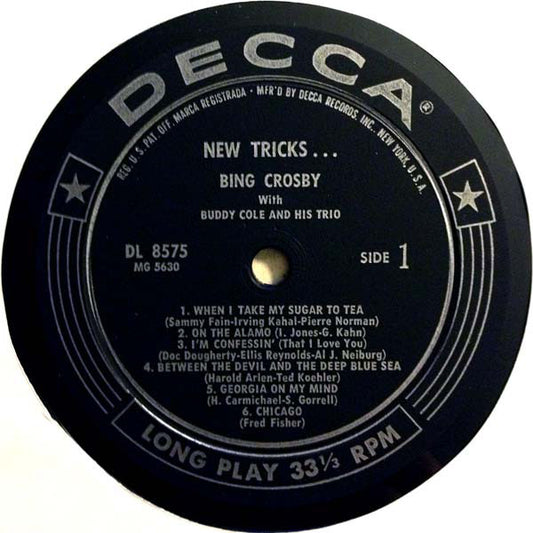 DECCA®
REG. U.S. PAT. OFF. MARCA REGISTRADA • MFR'D BY DECCA RECORDS, INC., NEW YORK, U.S.A.
NEW TRICKS...
BING CROSBY
With
BUDDY COLE AND HIS TRIO
DL 8575
MG 5630
SIDE 1
1. WHEN I TAKE MY SUGAR TO TEA
(Sammy Fain-Irving Kahal-Pierre Norman)
2. ON THE ALAMO (I. Jones-G. Kahn)
3. I'M CONFESSIN' (That I Love You)
(Doc Dougherty-Ellis Reynolds-Al J. Neiburg)
4. BETWEEN THE DEVIL AND THE DEEP BLUE SEA
(Harold Arlen-Ted Koehler)
5. GEORGIA ON MY MIND
(H. Carmichael-S. Gorrell)
6. CHICAGO
(Fred Fisher)
LONG PLAY 33⅓ RPM